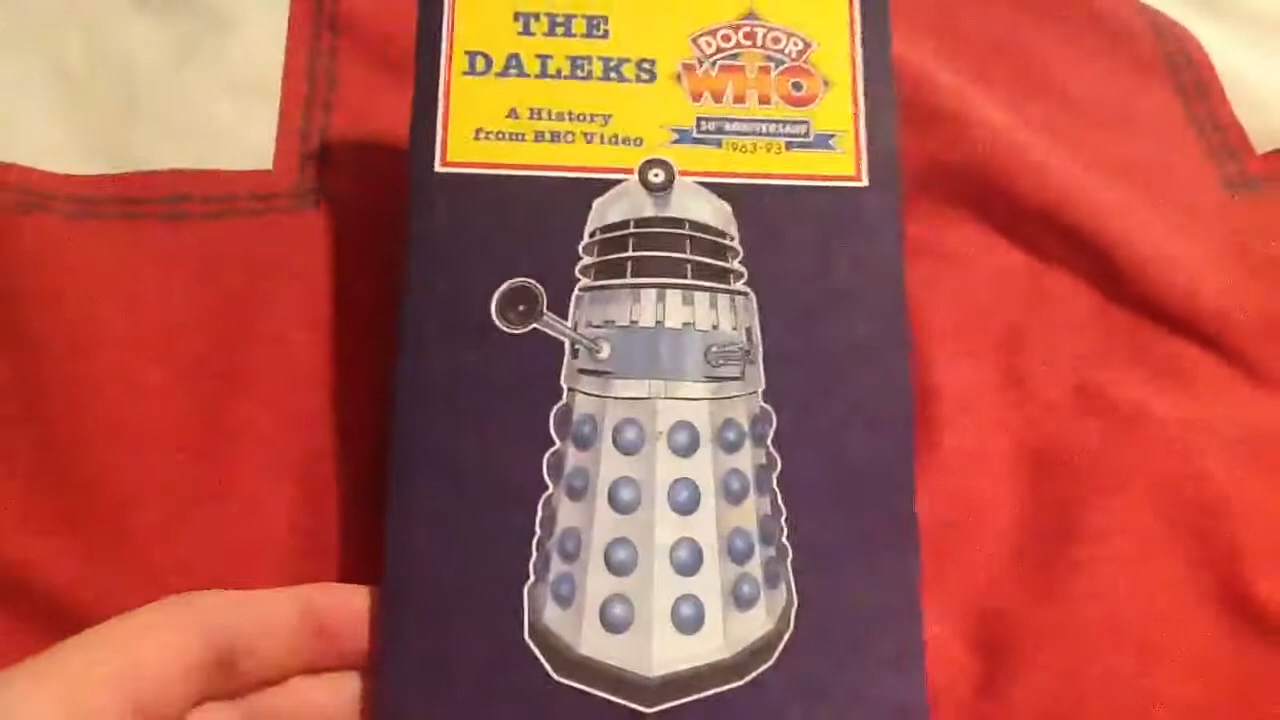 THE
DALEKS
A History
from BBC Video
DOCTOR
WHO
30TH ANNIVERSARY
1963-93